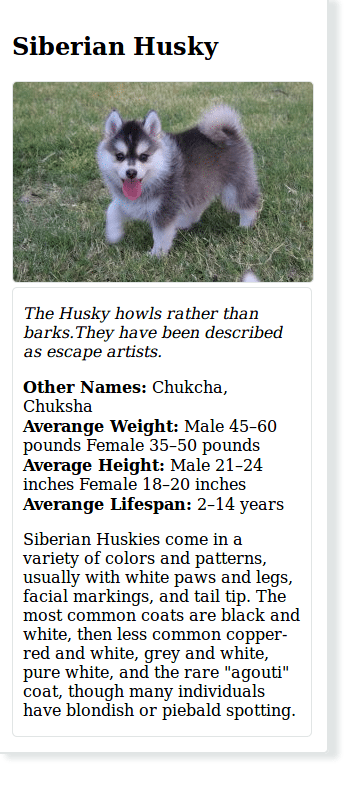 Siberian Husky
The Husky howls rather than
barks.They have been described
as escape artists.
Other Names: Chukcha,
Chuksha
Averange Weight: Male 45–60
pounds Female 35–50 pounds
Average Height: Male 21–24
inches Female 18–20 inches
Averange Lifespan: 2–14 years
Siberian Huskies come in a
variety of colors and patterns,
usually with white paws and legs,
facial markings, and tail tip. The
most common coats are black and
white, then less common copper-
red and white, grey and white,
pure white, and the rare "agouti"
coat, though many individuals
have blondish or piebald spotting.